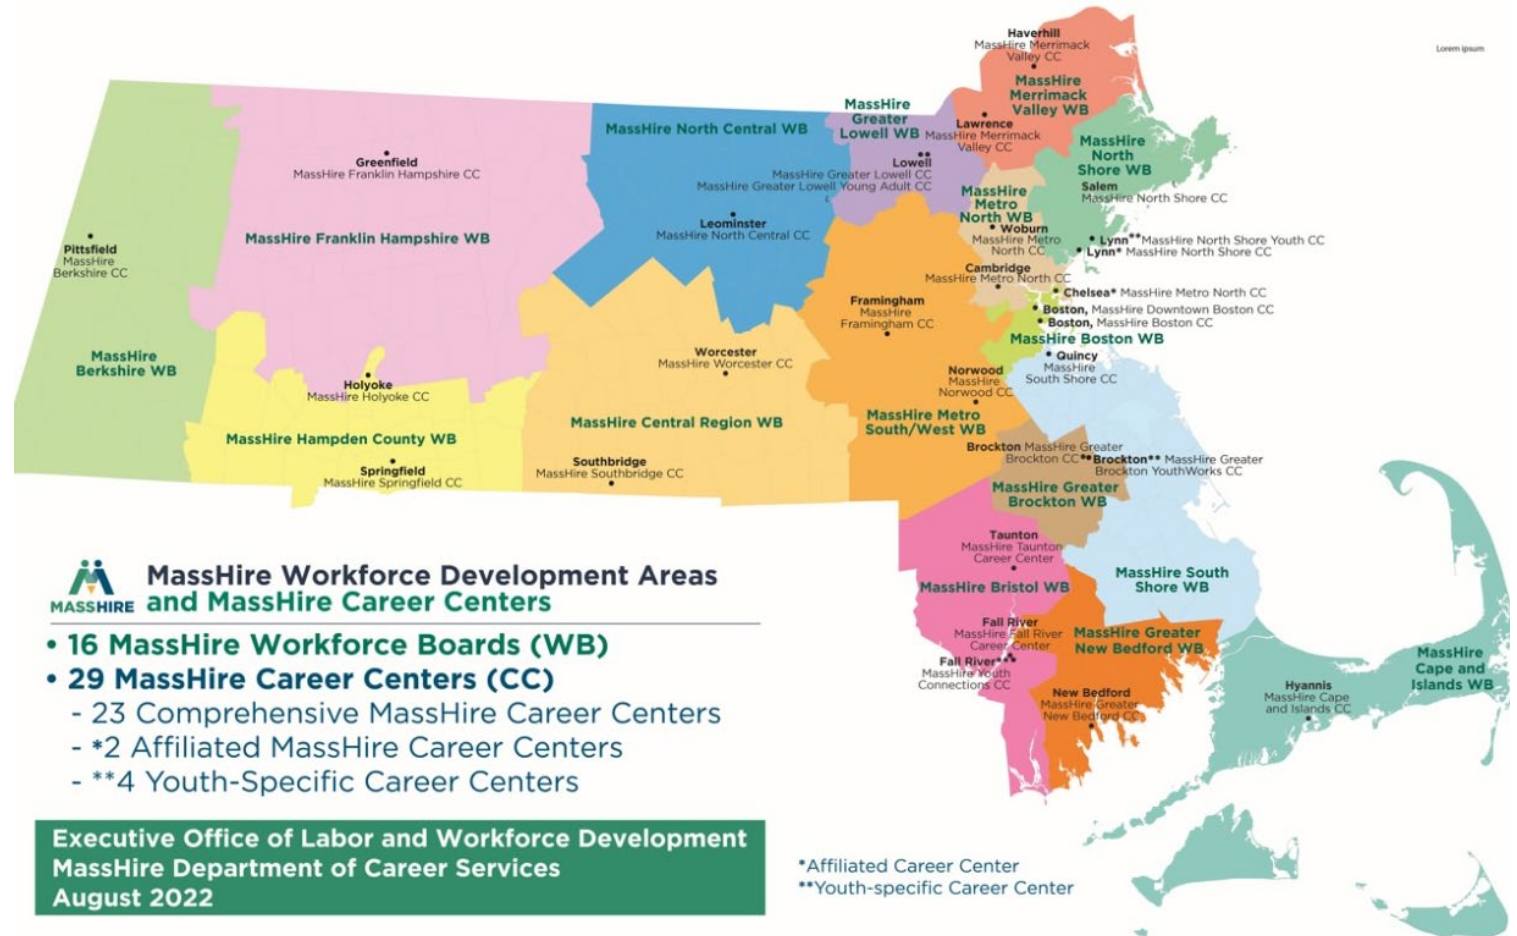 Lorem ipsum
Haverhill
MassHire Merrimack
Valley CC
MassHire
Merrimack
Valley WB
Lawrence
MassHire Merrimack
Valley CC
MassHire
Greater
Lowell WB
Lowell
MassHire Greater Lowell CC
MassHire Greater Lowell Young Adult CC
MassHire North Central WB
Leominster
MassHire North Central CC
Greenfield
MassHire Franklin Hampshire CC
MassHire Franklin Hampshire WB
Pittsfield
MassHire
Berkshire CC
MassHire
Berkshire WB
MassHire
North
Shore WB
Salem
MassHire North Shore CC
Lynn** MassHire North Shore Youth CC
Lynn* MassHire North Shore CC
MassHire
Metro
North WB
Woburn
MassHire Metro
North CC
Cambridge
MassHire Metro North CC
Chelsea* MassHire Metro North CC
Boston, MassHire Downtown Boston CC
Boston, MassHire Boston CC
MassHire Boston WB
Quincy
MassHire
South Shore CC
Framingham
MassHire
Framingham CC
Norwood
MassHire
Norwood CC
MassHire Metro
South/West WB
Worcester
MassHire Worcester CC
MassHire Central Region WB
Southbridge
MassHire Southbridge CC
Holyoke
MassHire Holyoke CC
MassHire Hampden County WB
Springfield
MassHire Springfield CC
Brockton MassHire Greater
Brockton CC
Brockton** MassHire Greater
Brockton YouthWorks CC
MassHire Greater
Brockton WB
Taunton
MassHire Taunton
Career Center
MassHire Bristol WB
MassHire South
Shore WB
Fall River
MassHire Fall River
Career Center
Fall River**
MassHire Youth
Connections CC
MassHire Greater
New Bedford WB
New Bedford
MassHire Greater
New Bedford CC
Hyannis
MassHire Cape
and Islands CC
MassHire
Cape and
Islands WB
MASSHIRE
MassHire Workforce Development Areas
and MassHire Career Centers
• 16 MassHire Workforce Boards (WB)
• 29 MassHire Career Centers (CC)
- 23 Comprehensive MassHire Career Centers
- *2 Affiliated MassHire Career Centers
- **4 Youth-Specific Career Centers
Executive Office of Labor and Workforce Development
MassHire Department of Career Services
August 2022
*Affiliated Career Center
**Youth-specific Career Center